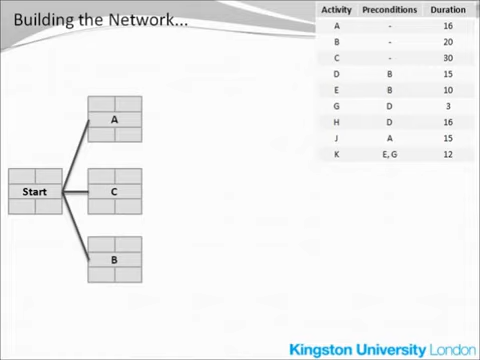 Building the Network...
Activity Preconditions Duration
A - 16
B - 20
C - 30
D B 15
E B 10
G D 3
H D 16
J A 15
K E, G 12
A
Start
C
B
Kingston University London